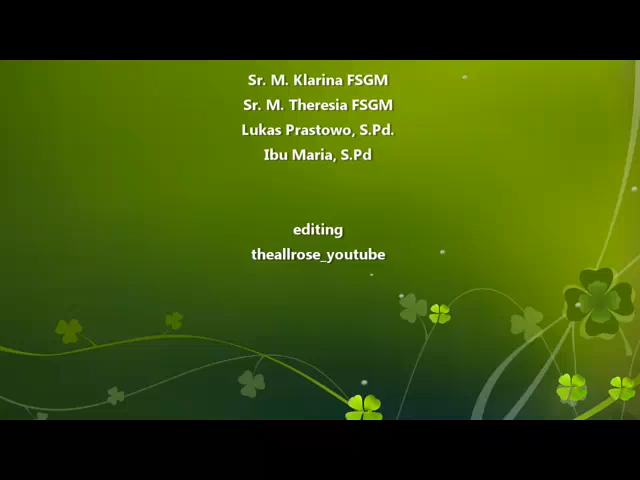 Sr. M. Klarina FSGM
Sr. M. Theresia FSGM
Lukas Prastowo, S.Pd.
Ibu Maria, S.Pd
editing
theallrose_youtube